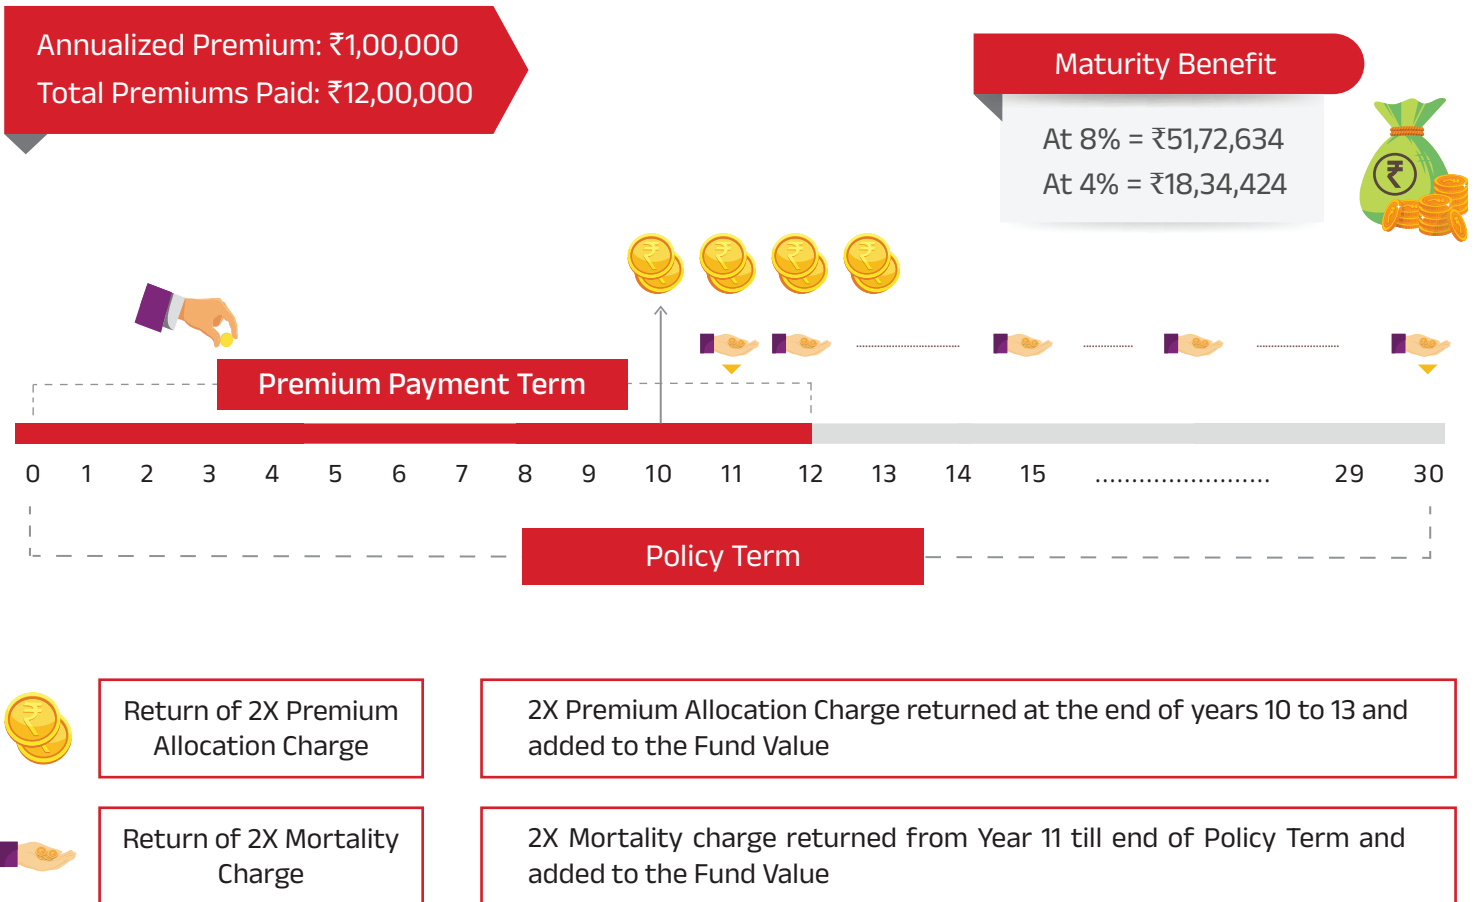 Annualized Premium: ₹1,00,000
Total Premiums Paid: ₹12,00,000
Maturity Benefit
At 8% = ₹51,72,634
At 4% = ₹18,34,424
Premium Payment Term
0 1 2 3 4 5 6 7 8 9 10 11 12 13 14 15 ........................ 29 30
Policy Term
Return of 2X Premium
Allocation Charge
2X Premium Allocation Charge returned at the end of years 10 to 13 and
added to the Fund Value
Return of 2X Mortality
Charge
2X Mortality charge returned from Year 11 till end of Policy Term and
added to the Fund Value